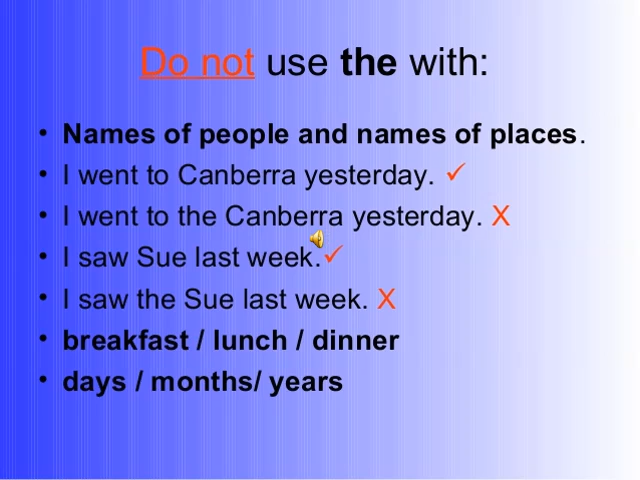 Do not use the with:
• Names of people and names of places.
• I went to Canberra yesterday. ✓
• I went to the Canberra yesterday. X
• I saw Sue last week.✓
• I saw the Sue last week. X
• breakfast / lunch / dinner
• days / months/ years